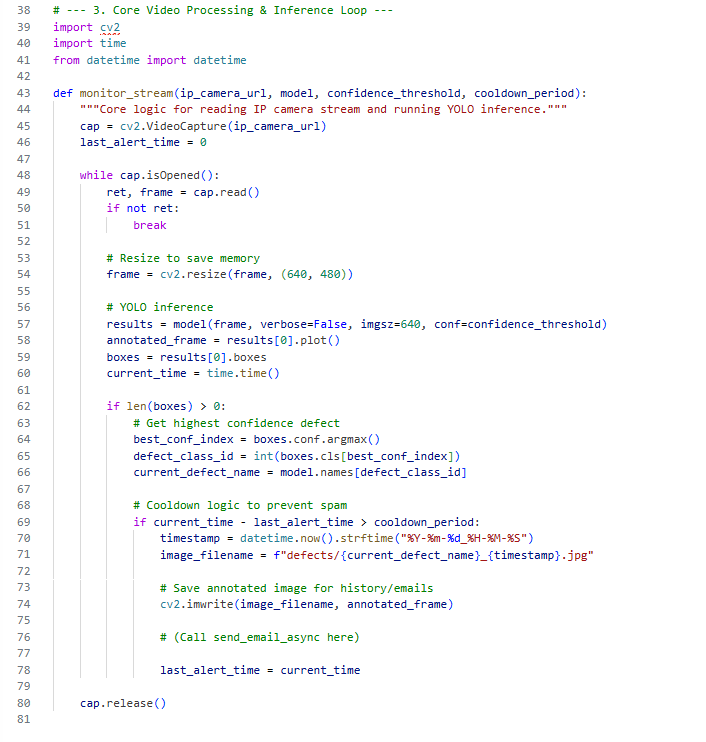 38 # --- 3. Core Video Processing & Inference Loop ---
39 import cv2
40 import time
41 from datetime import datetime
42
43 def monitor_stream(ip_camera_url, model, confidence_threshold, cooldown_period):
44     """Core logic for reading IP camera stream and running YOLO inference."""
45     cap = cv2.VideoCapture(ip_camera_url)
46     last_alert_time = 0
47
48     while cap.isOpened():
49         ret, frame = cap.read()
50         if not ret:
51             break
52
53         # Resize to save memory
54         frame = cv2.resize(frame, (640, 480))
55
56         # YOLO inference
57         results = model(frame, verbose=False, imgsz=640, conf=confidence_threshold)
58         annotated_frame = results[0].plot()
59         boxes = results[0].boxes
60         current_time = time.time()
61
62         if len(boxes) > 0:
63             # Get highest confidence defect
64             best_conf_index = boxes.conf.argmax()
65             defect_class_id = int(boxes.cls[best_conf_index])
66             current_defect_name = model.names[defect_class_id]
67
68             # Cooldown logic to prevent spam
69             if current_time - last_alert_time > cooldown_period:
70                 timestamp = datetime.now().strftime("%Y-%m-%d_%H-%M-%S")
71                 image_filename = f"defects/{current_defect_name}_{timestamp}.jpg"
72
73                 # Save annotated image for history/emails
74                 cv2.imwrite(image_filename, annotated_frame)
75
76                 # (Call send_email_async here)
77
78                 last_alert_time = current_time
79
80     cap.release()
81